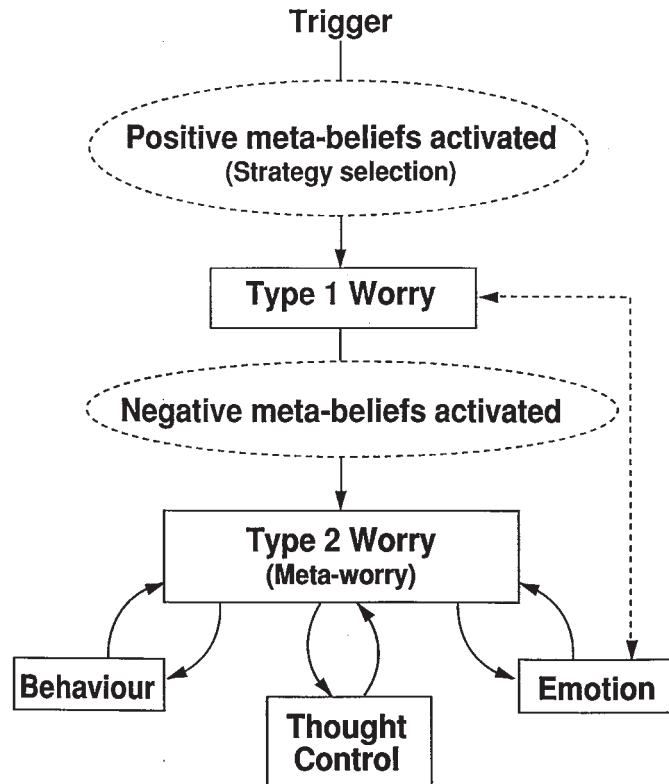 Trigger
Positive meta-beliefs activated
(Strategy selection)
Type 1 Worry
Negative meta-beliefs activated
Type 2 Worry
(Meta-worry)
Behaviour
Thought
Control
Emotion